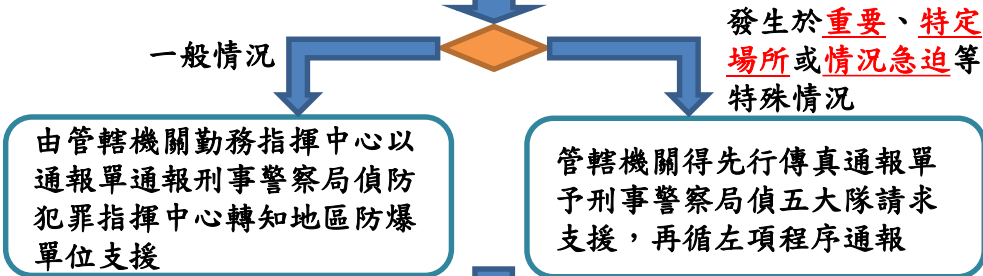 一般情況
發生於重要、特定
場所或情況急迫等
特殊情況
由管轄機關勤務指揮中心以
通報單通報刑事警察局偵防
犯罪指揮中心轉知地區防爆
單位支援
管轄機關得先行傳真通報單
予刑事警察局偵五大隊請求
支援，再循左項程序通報